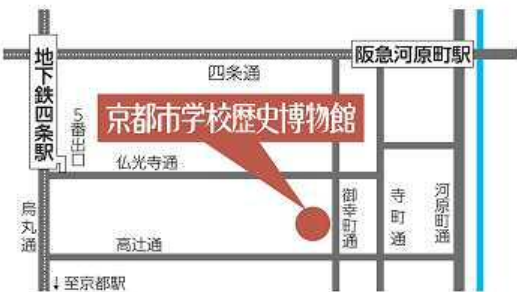 地下鉄四条駅
阪急河原町駅
四条通
5番出口
京都市学校歴史博物館
仏光寺通
烏丸通
御幸町通
寺町通
河原町通
高辻通
↓至京都駅